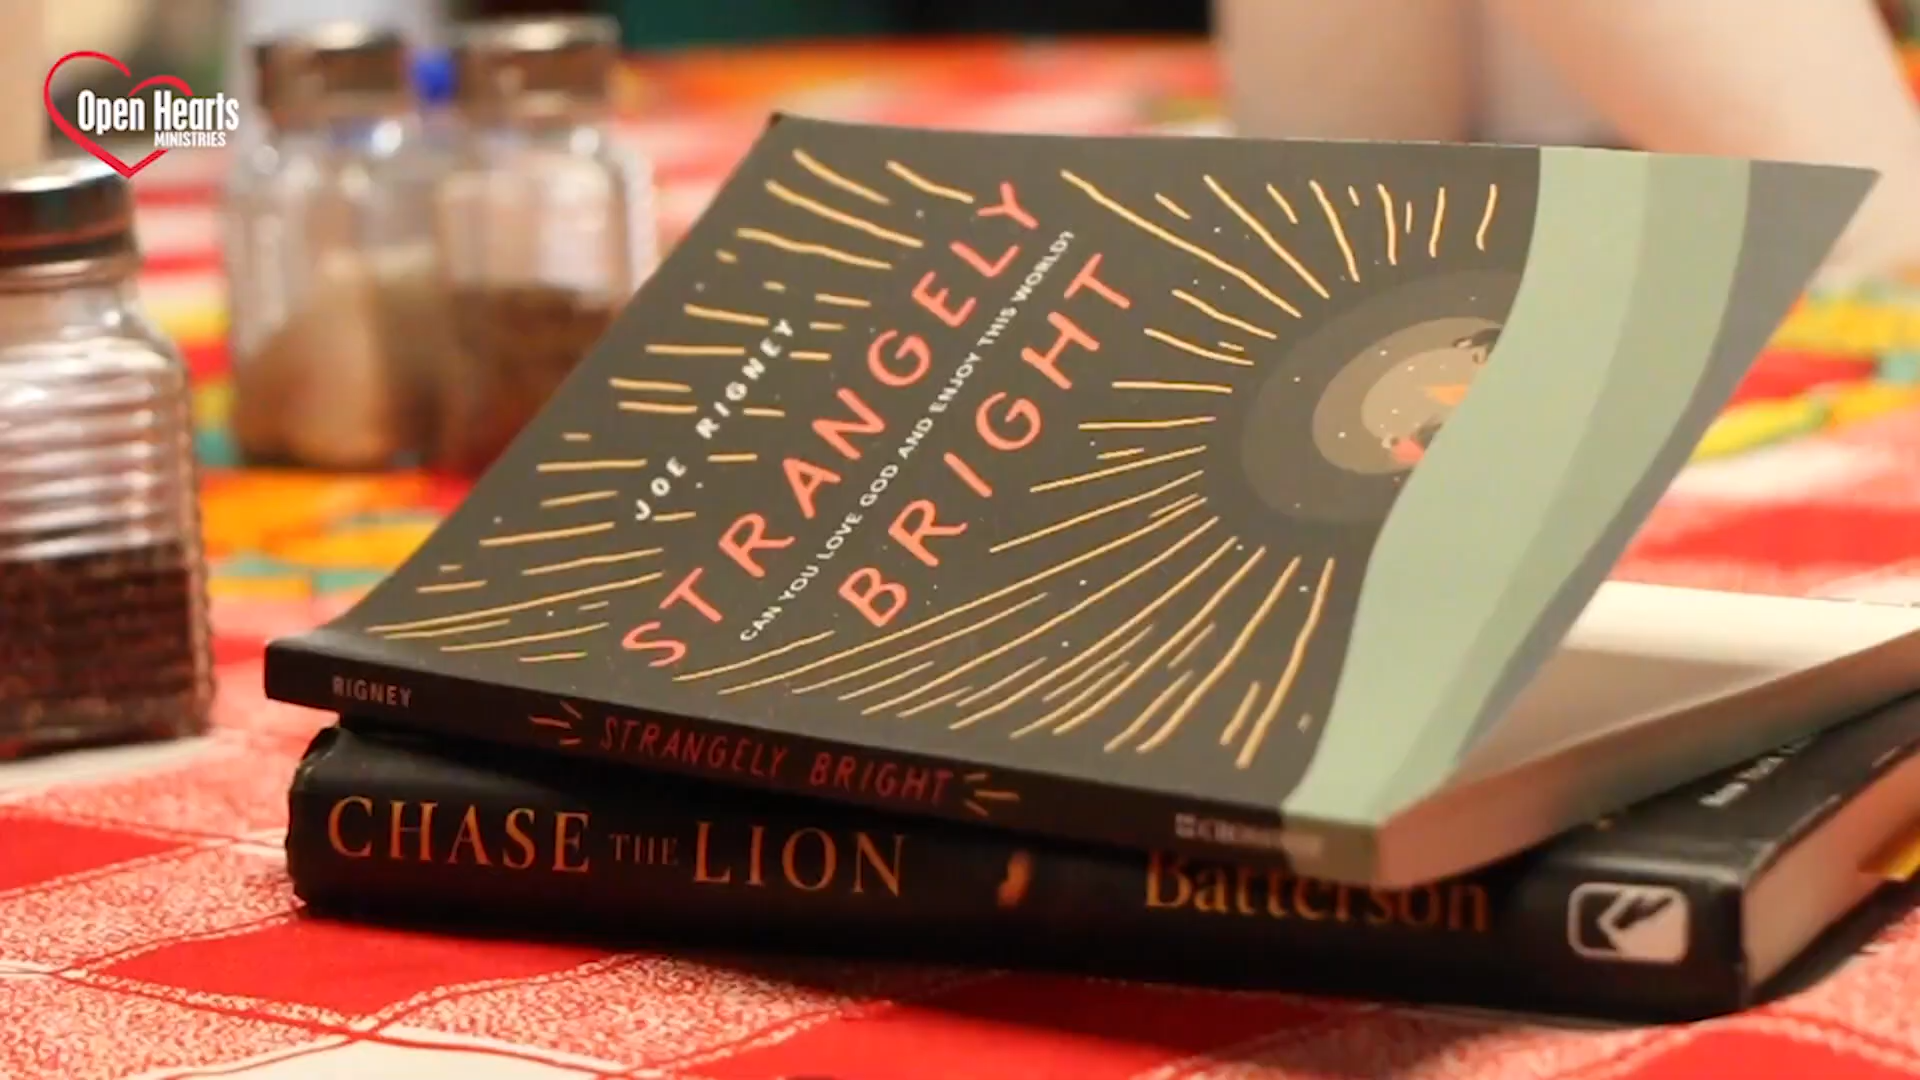 Open Hearts
MINISTRIES
JOE RIGNEY
STRANGELY
CAN YOU LOVE GOD AND ENJOY THIS WORLD?
BRIGHT
RIGNEY
STRANGELY BRIGHT
CHASE THE LION
Batterson